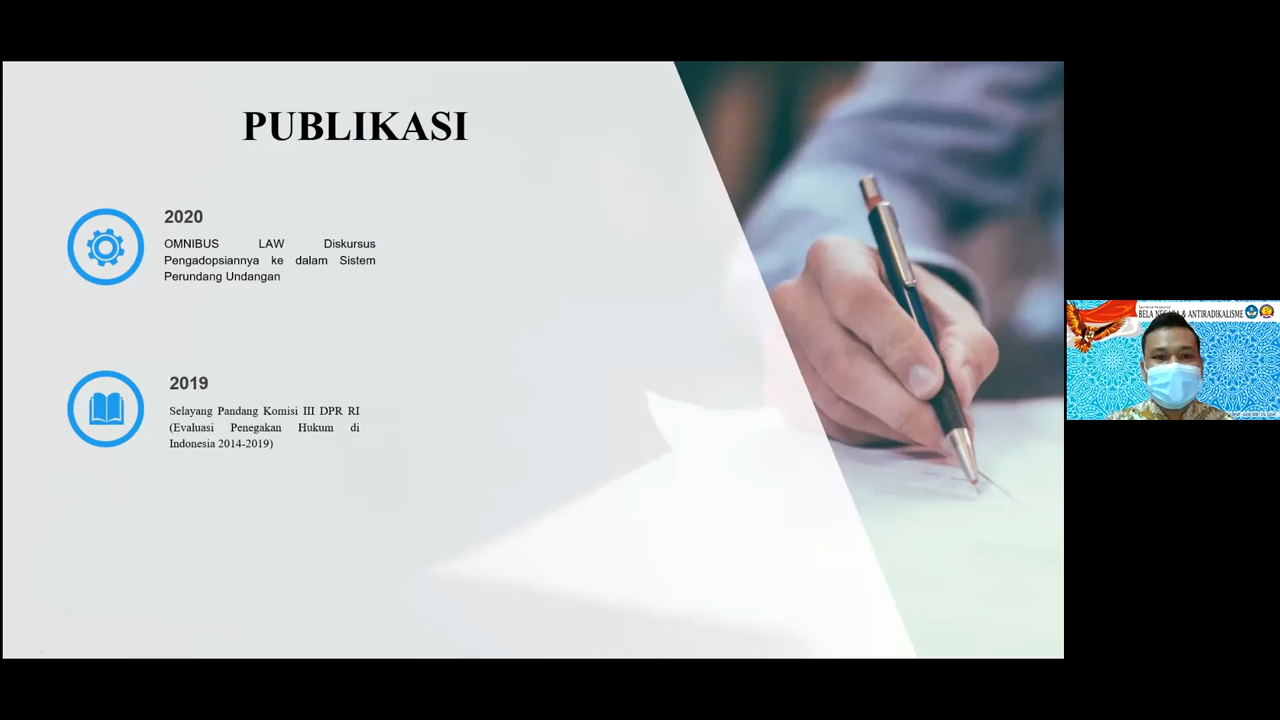 PUBLIKASI
2020
OMNIBUS LAW Diskursus
Pengadopsiannya ke dalam Sistem
Perundang Undangan
2019
Selayang Pandang Komisi III DPR RI
(Evaluasi Penegakan Hukum di
Indonesia 2014-2019)
BELA NEGARA & ANTIRADIKALISME